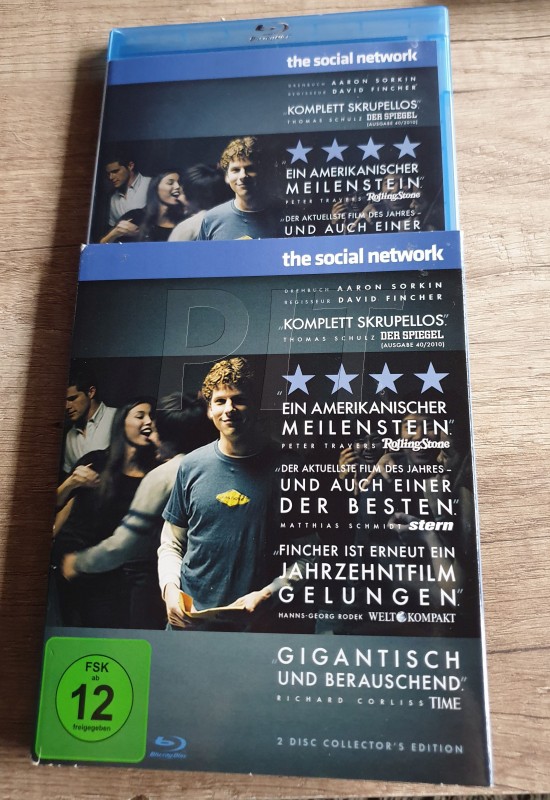 the social network
DREHBUCH AARON SORKIN
REGISSEUR DAVID FINCHER
„KOMPLETT SKRUPELLOS.”
THOMAS SCHULZ DER SPIEGEL
(AUSGABE 40/2010)
„EIN AMERIKANISCHER
MEILENSTEIN.”
PETER TRAVERS RollingStone
„DER AKTUELLSTE FILM DES JAHRES –
UND AUCH EINER
the social network
DREHBUCH AARON SORKIN
REGISSEUR DAVID FINCHER
„KOMPLETT SKRUPELLOS.”
THOMAS SCHULZ DER SPIEGEL
(AUSGABE 40/2010)
„EIN AMERIKANISCHER
MEILENSTEIN.”
PETER TRAVERS RollingStone
„DER AKTUELLSTE FILM DES JAHRES –
UND AUCH EINER
DER BESTEN.”
MATTHIAS SCHMIDT stern
„FINCHER IST ERNEUT EIN
JAHRZEHNTFILM
GELUNGEN.”
HANNS-GEORG RODEK WELT KOMPAKT
„GIGANTISCH
UND BERAUSCHEND.”
RICHARD CORLISS TIME
FSK
ab
12
freigegeben
Blu-ray Disc
2 DISC COLLECTOR'S EDITION